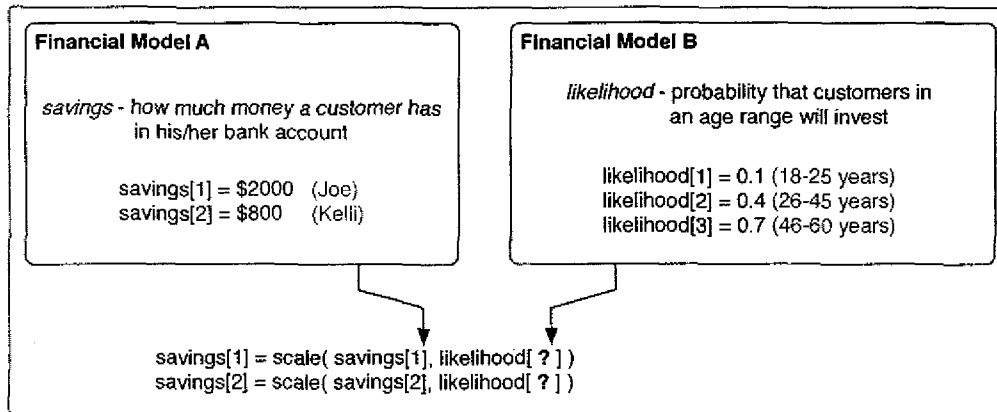 Financial Model A
savings - how much money a customer has
in his/her bank account
savings[1] = $2000 (Joe)
savings[2] = $800 (Kelli)
Financial Model B
likelihood - probability that customers in
an age range will invest
likelihood[1] = 0.1 (18-25 years)
likelihood[2] = 0.4 (26-45 years)
likelihood[3] = 0.7 (46-60 years)
savings[1] = scale( savings[1], likelihood[ ? ] )
savings[2] = scale( savings[2], likelihood[ ? ] )